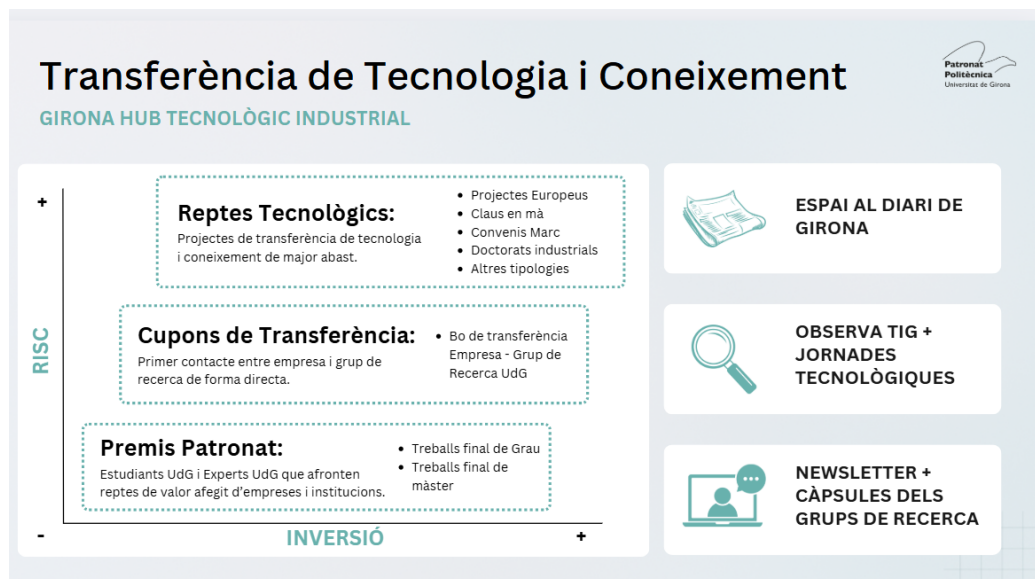 Transferència de Tecnologia i Coneixement
GIRONA HUB TECNOLÒGIC INDUSTRIAL
Patronat
Politècnica
Universitat de Girona
+
RISC
-
INVERSIÓ
+
Reptes Tecnològics:
Projectes de transferència de tecnologia
i coneixement de major abast.
• Projectes Europeus
• Claus en mà
• Convenis Marc
• Doctorats industrials
• Altres tipologies
Cupons de Transferència:
Primer contacte entre empresa i grup de
recerca de forma directa.
• Bo de transferència
Empresa - Grup de
Recerca UdG
Premis Patronat:
Estudiants UdG i Experts UdG que afronten
reptes de valor afegit d'empreses i institucions.
• Treballs final de Grau
• Treballs final de
màster
ESPAI AL DIARI DE
GIRONA
OBSERVA TIG +
JORNADES
TECNOLÒGIQUES
NEWSLETTER +
CÀPSULES DELS
GRUPS DE RECERCA